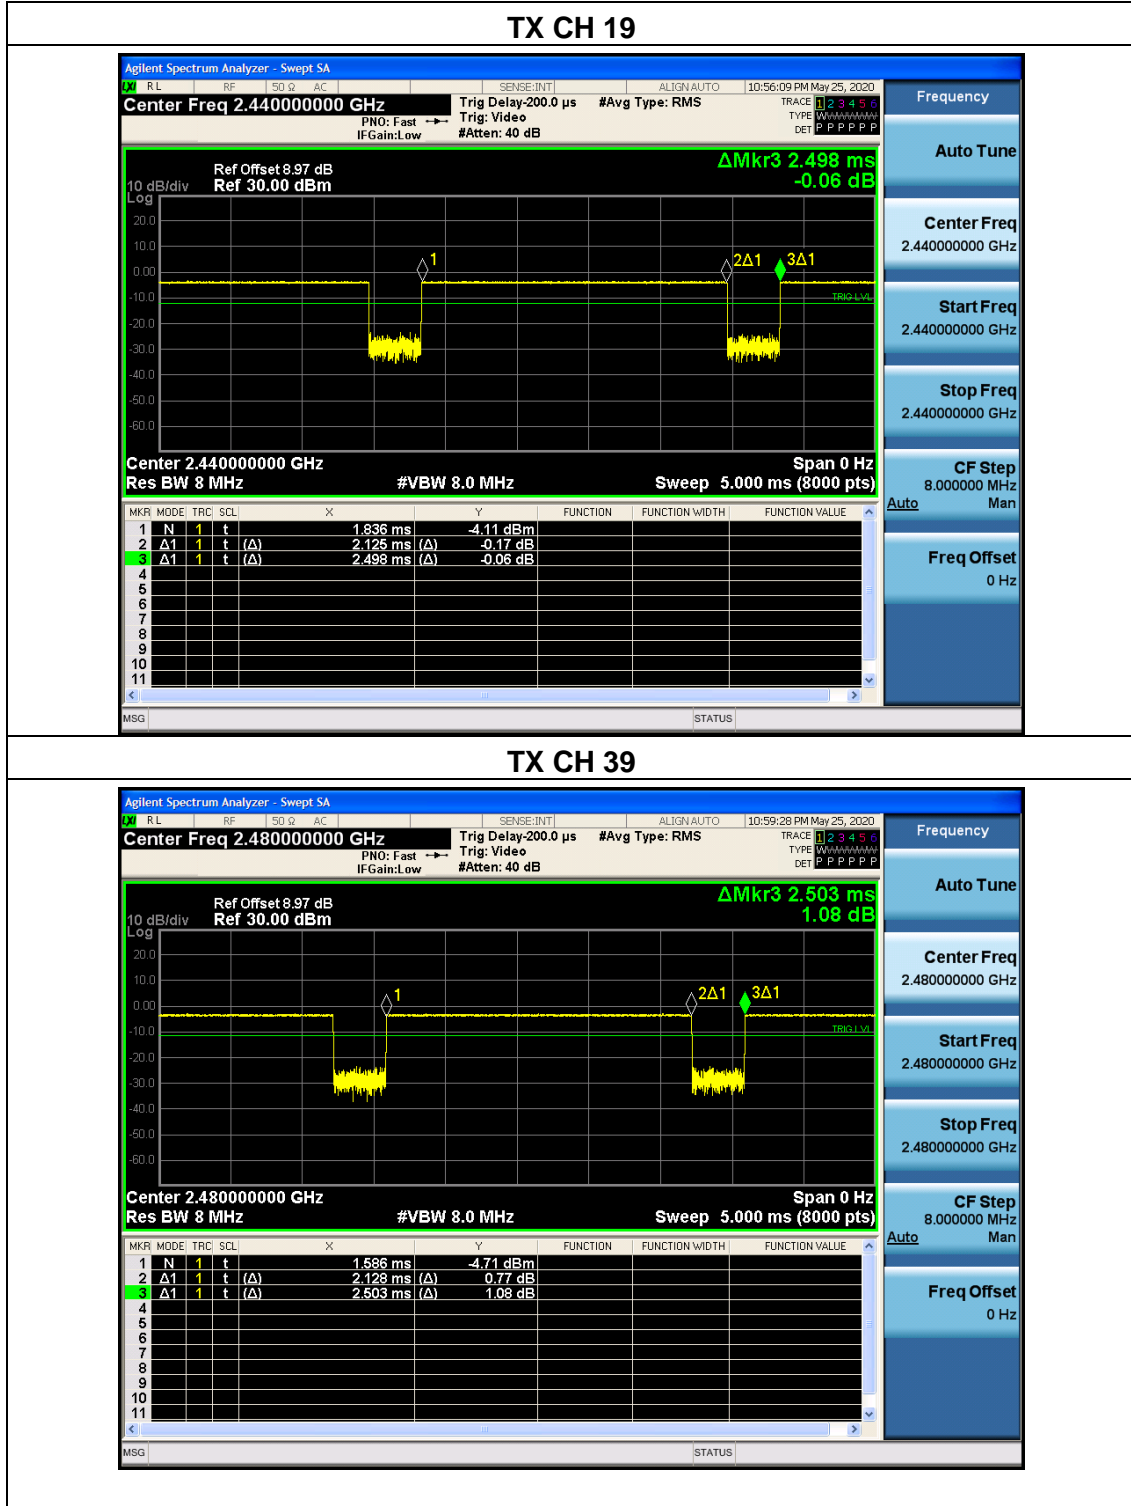 TX CH 19
Agilent Spectrum Analyzer - Swept SA
LXI RL RF 50 Ω AC SENSE:INT ALIGN AUTO 10:56:09 PM May 25, 2020
Center Freq 2.440000000 GHz
Trig Delay-200.0 µs #Avg Type: RMS
TRACE 1 2 3 4 5 6
PNO: Fast Trig: Video
TYPE WWWWWW
IFGain:Low #Atten: 40 dB
DET P P P P P P
Frequency
Auto Tune
ΔMkr3 2.498 ms
-0.06 dB
Ref Offset 8.97 dB
10 dB/div Ref 30.00 dBm
Log
20.0
10.0
0.00
-10.0
-20.0
-30.0
-40.0
-50.0
-60.0
1
2Δ1
3Δ1
TRIG LVL
Center Freq
2.440000000 GHz
Start Freq
2.440000000 GHz
Stop Freq
2.440000000 GHz
Center 2.440000000 GHz Span 0 Hz
Res BW 8 MHz #VBW 8.0 MHz Sweep 5.000 ms (8000 pts)
CF Step
8.000000 MHz
Auto Man
MKR MODE TRC SCL X Y FUNCTION FUNCTION WIDTH FUNCTION VALUE
1 N 1 t 1.836 ms -4.11 dBm
2 Δ1 1 t (Δ) 2.125 ms (Δ) -0.17 dB
3 Δ1 1 t (Δ) 2.498 ms (Δ) -0.06 dB
4
5
6
7
8
9
10
11
Freq Offset
0 Hz
MSG STATUS
TX CH 39
Agilent Spectrum Analyzer - Swept SA
LXI RL RF 50 Ω AC SENSE:INT ALIGN AUTO 10:59:28 PM May 25, 2020
Center Freq 2.480000000 GHz
Trig Delay-200.0 µs #Avg Type: RMS
TRACE 1 2 3 4 5 6
PNO: Fast Trig: Video
TYPE WWWWWW
IFGain:Low #Atten: 40 dB
DET P P P P P P
Frequency
Auto Tune
ΔMkr3 2.503 ms
1.08 dB
Ref Offset 8.97 dB
10 dB/div Ref 30.00 dBm
Log
20.0
10.0
0.00
-10.0
-20.0
-30.0
-40.0
-50.0
-60.0
1
2Δ1
3Δ1
TRIG LVL
Center Freq
2.480000000 GHz
Start Freq
2.480000000 GHz
Stop Freq
2.480000000 GHz
Center 2.480000000 GHz Span 0 Hz
Res BW 8 MHz #VBW 8.0 MHz Sweep 5.000 ms (8000 pts)
CF Step
8.000000 MHz
Auto Man
MKR MODE TRC SCL X Y FUNCTION FUNCTION WIDTH FUNCTION VALUE
1 N 1 t 1.586 ms -4.71 dBm
2 Δ1 1 t (Δ) 2.128 ms (Δ) 0.77 dB
3 Δ1 1 t (Δ) 2.503 ms (Δ) 1.08 dB
4
5
6
7
8
9
10
11
Freq Offset
0 Hz
MSG STATUS